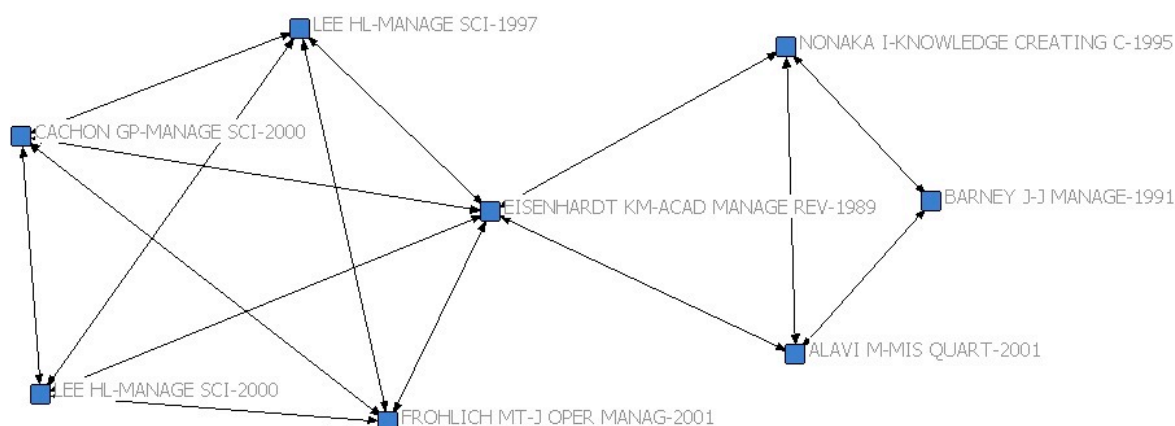 LEE HL-MANAGE SCI-1997
NONAKA I-KNOWLEDGE CREATING C-1995
CACHON GP-MANAGE SCI-2000
EISENHARDT KM-ACAD MANAGE REV-1989
BARNEY J-J MANAGE-1991
ALAVI M-MIS QUART-2001
LEE HL-MANAGE SCI-2000
FROHLICH MT-J OPER MANAG-2001